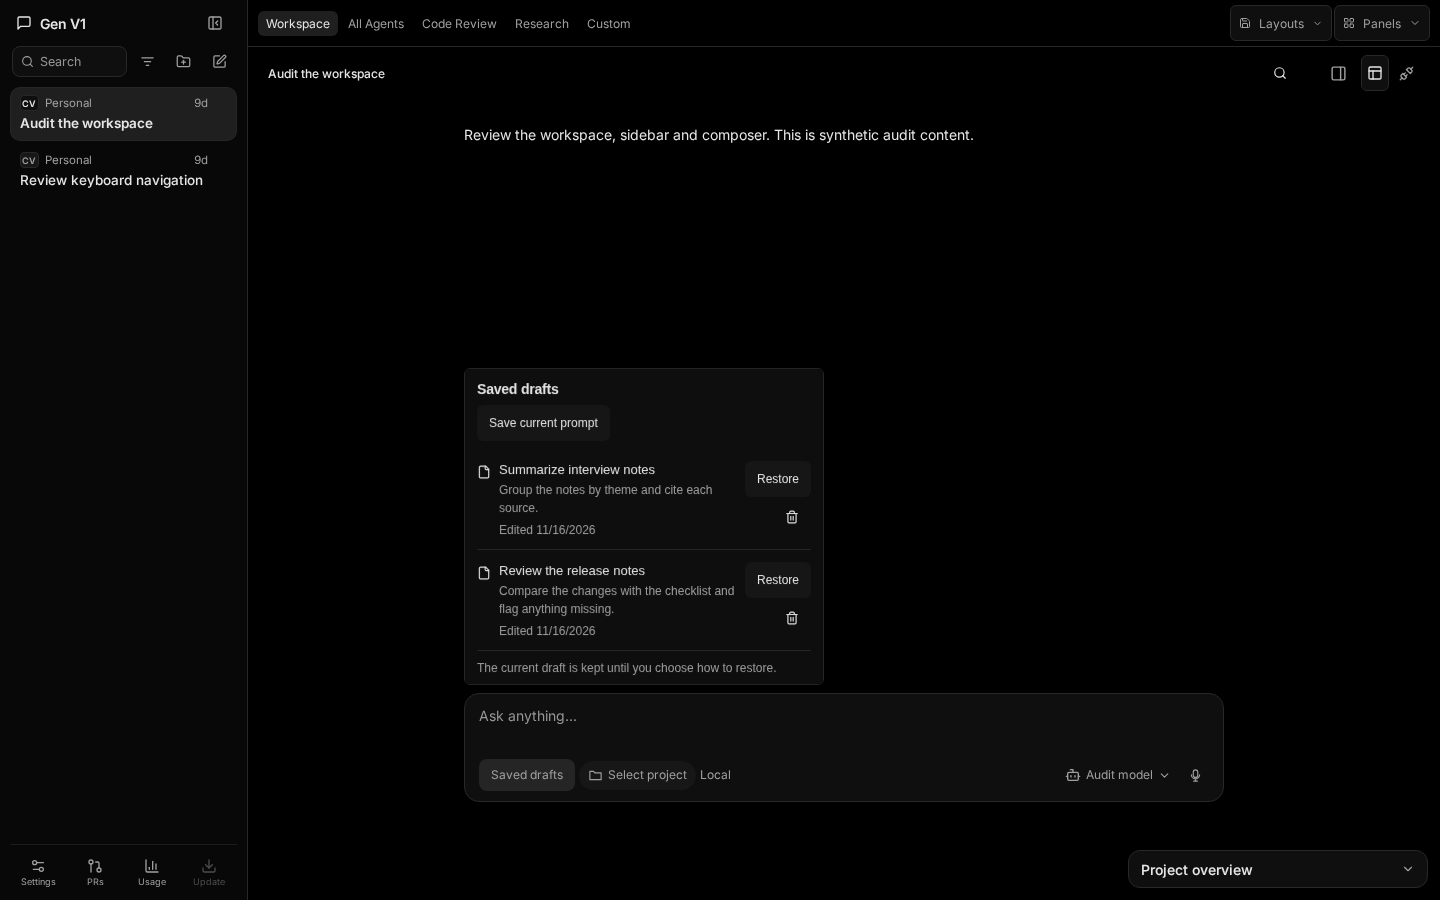 Gen V1
Search
CV Personal 9d
Audit the workspace
CV Personal 9d
Review keyboard navigation
Settings PRs Usage Update
Workspace All Agents Code Review Research Custom
Layouts Panels
Audit the workspace
Review the workspace, sidebar and composer. This is synthetic audit content.
Saved drafts
Save current prompt
Summarize interview notes
Restore
Group the notes by theme and cite each
source.
Edited 11/16/2026
Review the release notes
Restore
Compare the changes with the checklist and
flag anything missing.
Edited 11/16/2026
The current draft is kept until you choose how to restore.
Ask anything...
Saved drafts Select project Local Audit model
Project overview